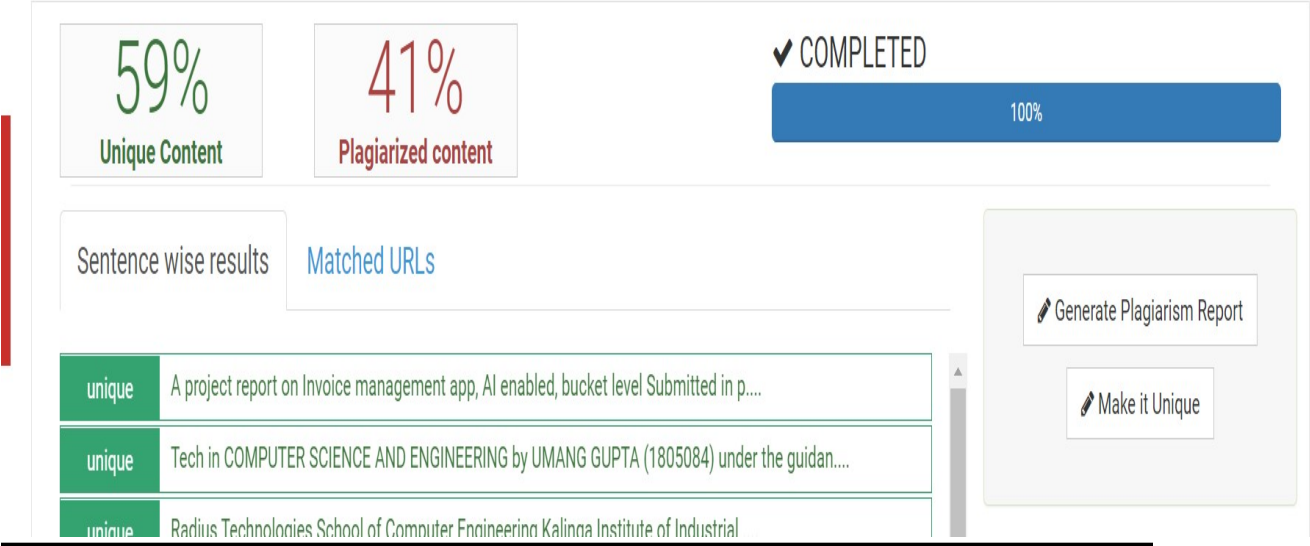 59%
Unique Content
41%
Plagiarized content
✔ COMPLETED
100%
Sentence wise results
Matched URLs
Generate Plagiarism Report
Make it Unique
unique A project report on Invoice management app, AI enabled, bucket level Submitted in p....
unique Tech in COMPUTER SCIENCE AND ENGINEERING by UMANG GUPTA (1805084) under the guidan....
unique Radius Technologies School of Computer Engineering Kalinga Institute of Industrial